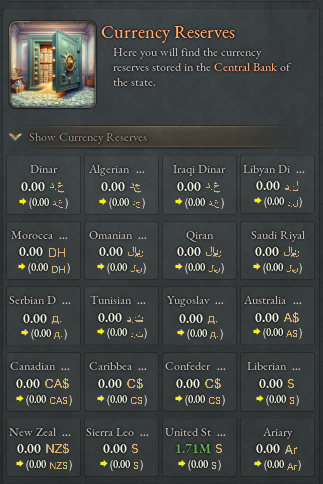 Currency Reserves
Here you will find the currency
reserves stored in the Central Bank of
the state.
Show Currency Reserves
Dinar Algerian ... Iraqi Dinar Libyan Di ...
0.00 د.ع 0.00 دج 0.00 د.ع 0.00 ل.د
(0.00 د.ع) (0.00 دج) (0.00 د.ع) (0.00 ل.د)
Morocca ... Omanian ... Qiran Saudi Riyal
0.00 DH 0.00 ریال 0.00 ریال 0.00 ریال
(0.00 DH) (0.00 ریال) (0.00 ریال) (0.00 ریال)
Serbian D ... Tunisian ... Yugoslav ... Australia ...
0.00 д. 0.00 د.ت 0.00 д. 0.00 A$
(0.00 д.) (0.00 د.ت) (0.00 д.) (0.00 A$)
Canadian ... Caribbea ... Confeder ... Liberian ...
0.00 CA$ 0.00 C$ 0.00 C$ 0.00 $
(0.00 CA$) (0.00 C$) (0.00 C$) (0.00 $)
New Zeal ... Sierra Leo ... United St ... Ariary
0.00 NZ$ 0.00 $ 1.71M $ 0.00 Ar
(0.00 NZ$) (0.00 $) (0.00 $) (0.00 Ar)